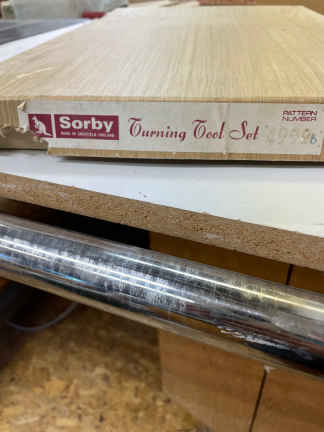 Sorby
MADE IN SHEFFIELD ENGLAND
Turning Tool Set
PATTERN
NUMBER